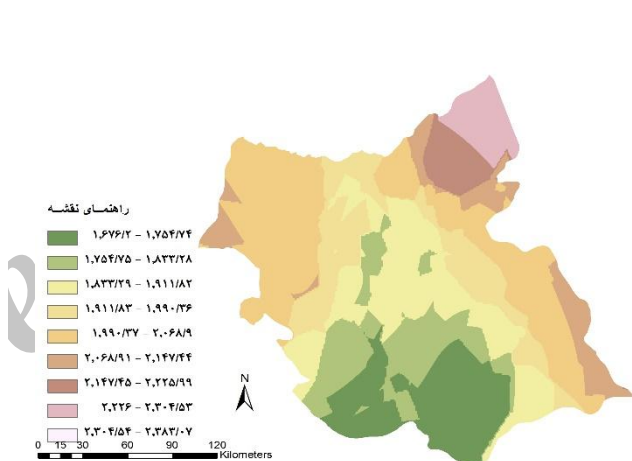 راهنمـای نقشـه
۱,۶۷۶/۲ – ۱,۷۵۴/۷۴
۱,۷۵۴/۷۵ – ۱,۸۳۳/۲۸
۱,۸۳۳/۲۹ – ۱,۹۱۱/۸۲
۱,۹۱۱/۸۳ – ۱,۹۹۰/۳۶
۱,۹۹۰/۳۷ – ۲,۰۶۸/۹
۲,۰۶۸/۹۱ – ۲,۱۴۷/۴۴
۲,۱۴۷/۴۵ – ۲,۲۲۵/۹۹
۲,۲۲۶ – ۲,۳۰۴/۵۳
۲,۳۰۴/۵۴ – ۲,۳۸۳/۰۷
N
0 15 30 60 90 120
Kilometers